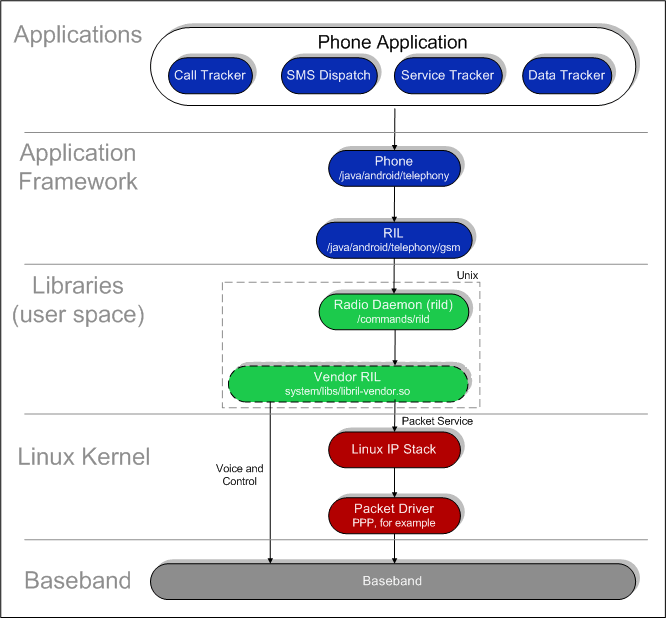 Applications
Phone Application
Call Tracker
SMS Dispatch
Service Tracker
Data Tracker
Application
Framework
Phone
/java/android/telephony
RIL
/java/android/telephony/gsm
Libraries
(user space)
Unix
Radio Daemon (rild)
/commands/rild
Vendor RIL
system/libs/libril-vendor.so
Packet Service
Linux Kernel
Linux IP Stack
Voice and
Control
Packet Driver
PPP, for example
Baseband
Baseband